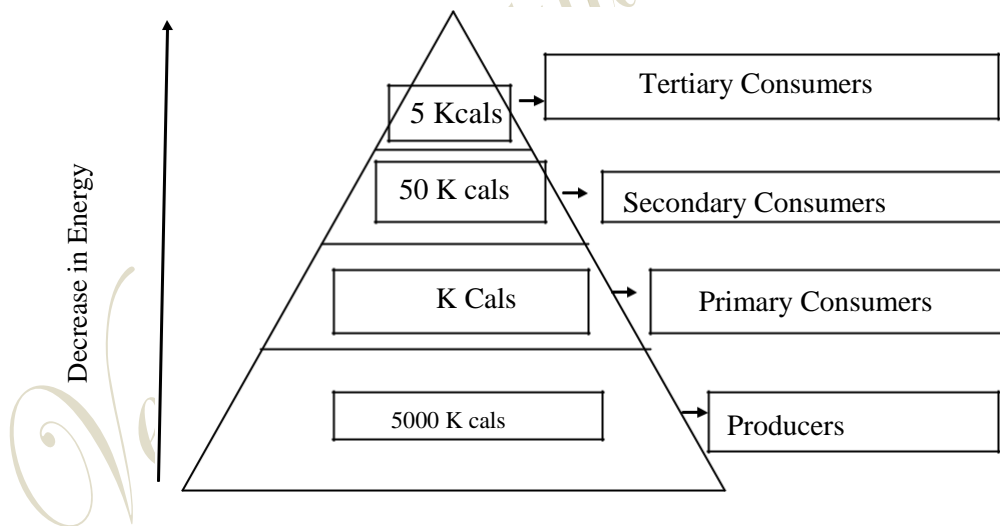 5 Kcals
Tertiary Consumers
50 K cals
Secondary Consumers
K Cals
Primary Consumers
5000 K cals
Producers
Decrease in Energy